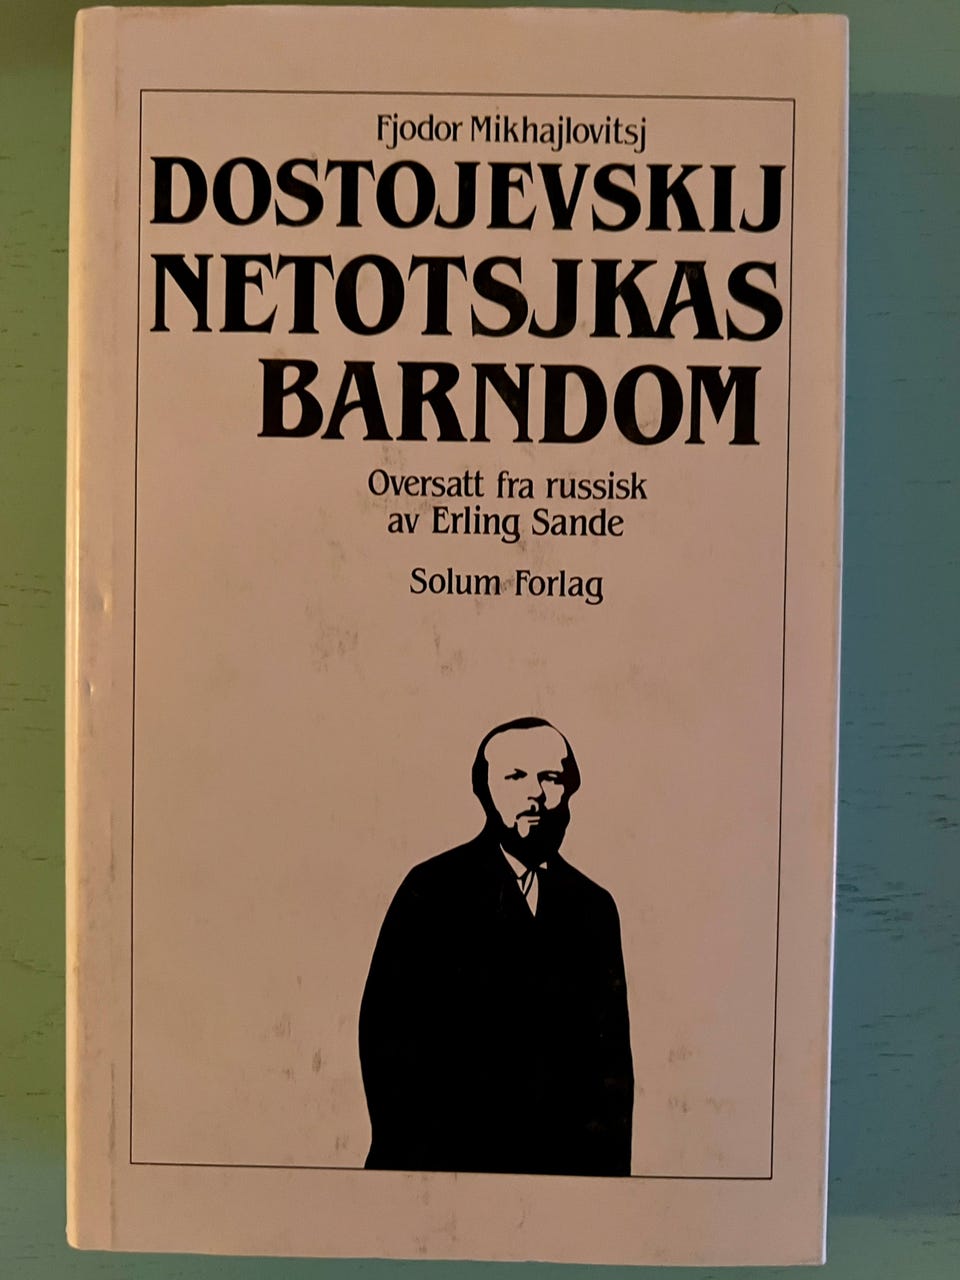 Fjodor Mikhajlovitsj
DOSTOJEVSKIJ
NETOTSJKAS
BARNDOM
Oversatt fra russisk
av Erling Sande
Solum Forlag